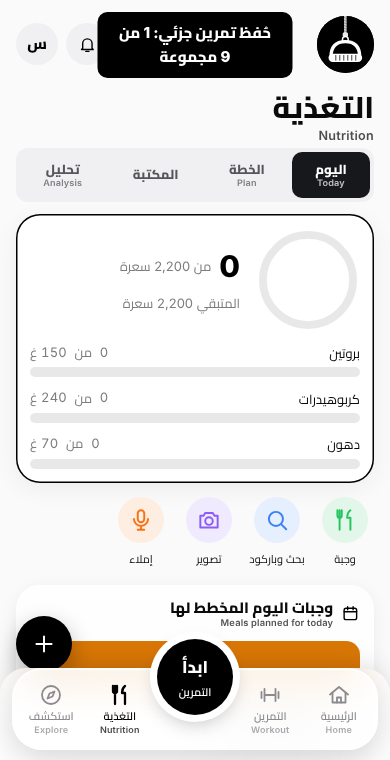 حُفظ تمرين جزئي: 1 من
9 مجموعة
س
التغذية
Nutrition
اليوم
Today
الخطة
Plan
المكتبة
تحليل
Analysis
0 من 2,200 سعرة
المتبقي 2,200 سعرة
بروتين
0 من 150 غ
كربوهيدرات
0 من 240 غ
دهون
0 من 70 غ
وجبة
بحث وباركود
تصوير
إملاء
وجبات اليوم المخطط لها
Meals planned for today
ابدأ
التمرين
الرئيسية
Home
التمرين
Workout
التغذية
Nutrition
استكشف
Explore